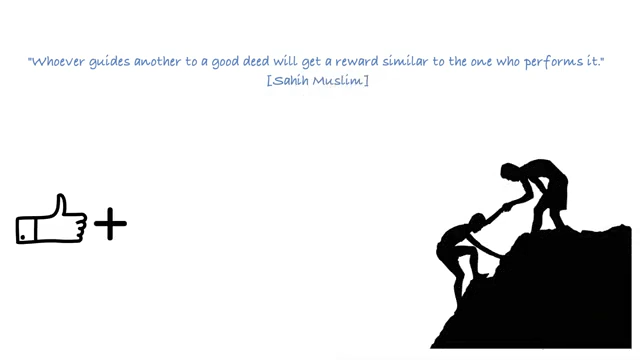 "Whoever guides another to a good deed will get a reward similar to the one who performs it."
[Sahih Muslim]